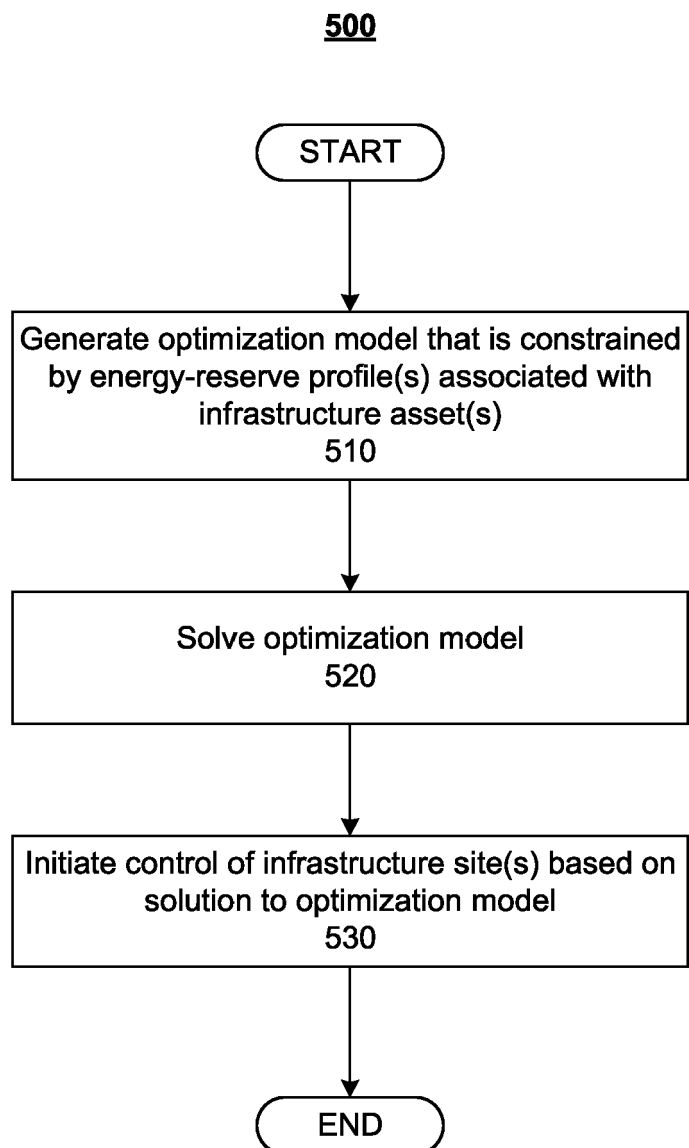 500
START
Generate optimization model that is constrained
by energy-reserve profile(s) associated with
infrastructure asset(s)
510
Solve optimization model
520
Initiate control of infrastructure site(s) based on
solution to optimization model
530
END